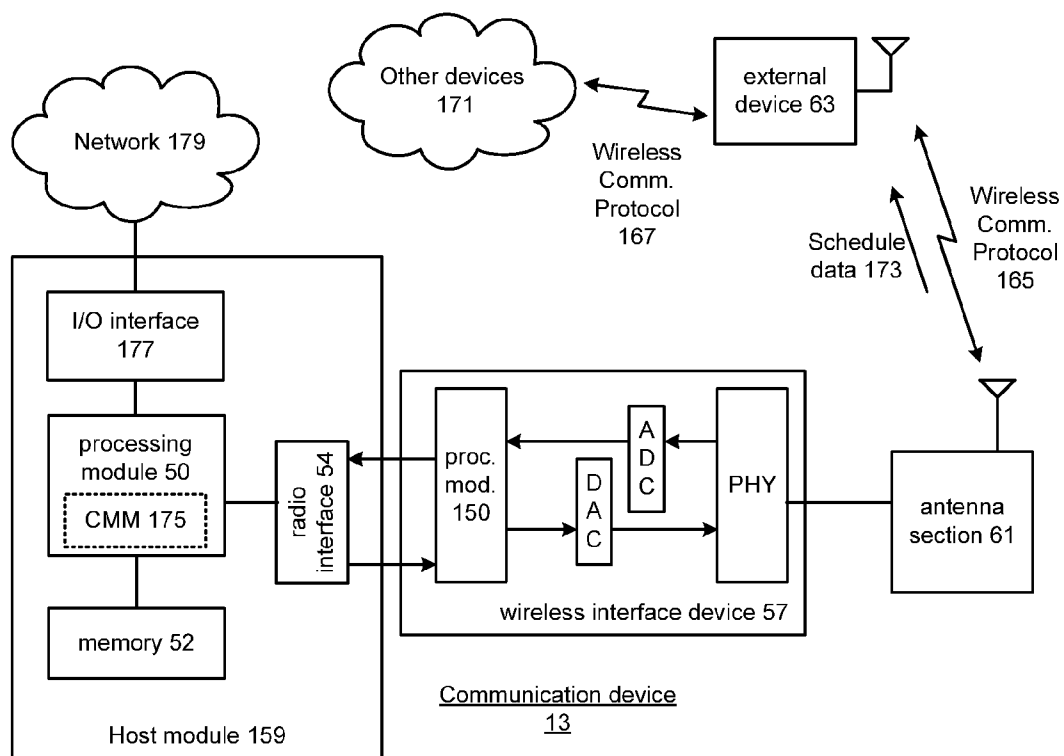 Other devices
171
external
device 63
Network 179
Wireless
Comm.
Protocol
167
Schedule
data 173
Wireless
Comm.
Protocol
165
I/O interface
177
processing
module 50
CMM 175
memory 52
Host module 159
radio
interface 54
proc.
mod.
150
ADC
DAC
PHY
wireless interface device 57
antenna
section 61
Communication device
13